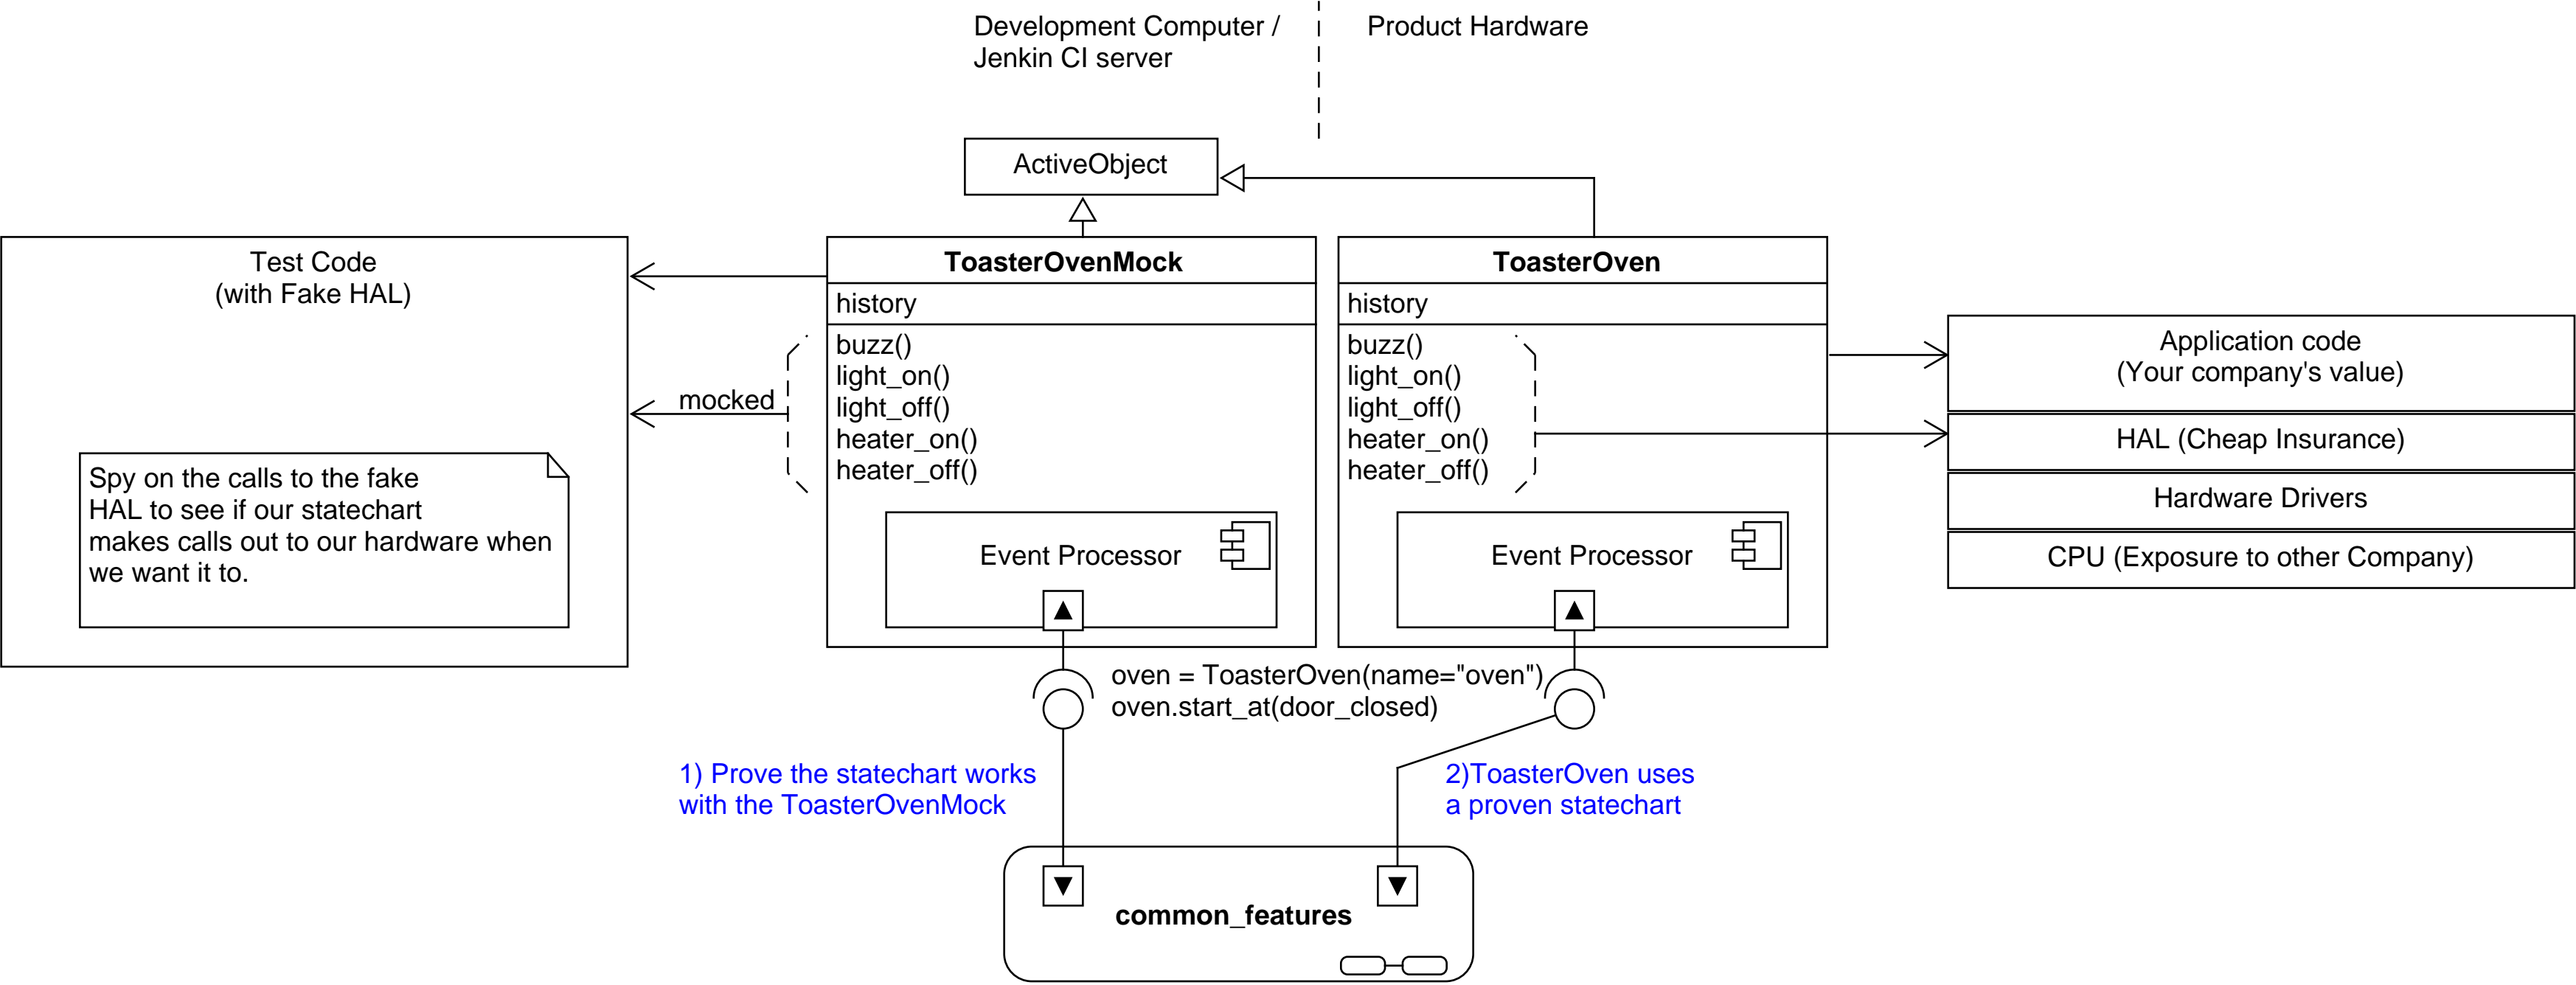 Development Computer /
Jenkin CI server
Product Hardware
ActiveObject
Test Code
(with Fake HAL)
Spy on the calls to the fake
HAL to see if our statechart
makes calls out to our hardware when
we want it to.
mocked
ToasterOvenMock
history
buzz()
light_on()
light_off()
heater_on()
heater_off()
Event Processor
ToasterOven
history
buzz()
light_on()
light_off()
heater_on()
heater_off()
Event Processor
Application code
(Your company's value)
HAL (Cheap Insurance)
Hardware Drivers
CPU (Exposure to other Company)
oven = ToasterOven(name="oven")
oven.start_at(door_closed)
1) Prove the statechart works
with the ToasterOvenMock
2)ToasterOven uses
a proven statechart
common_features